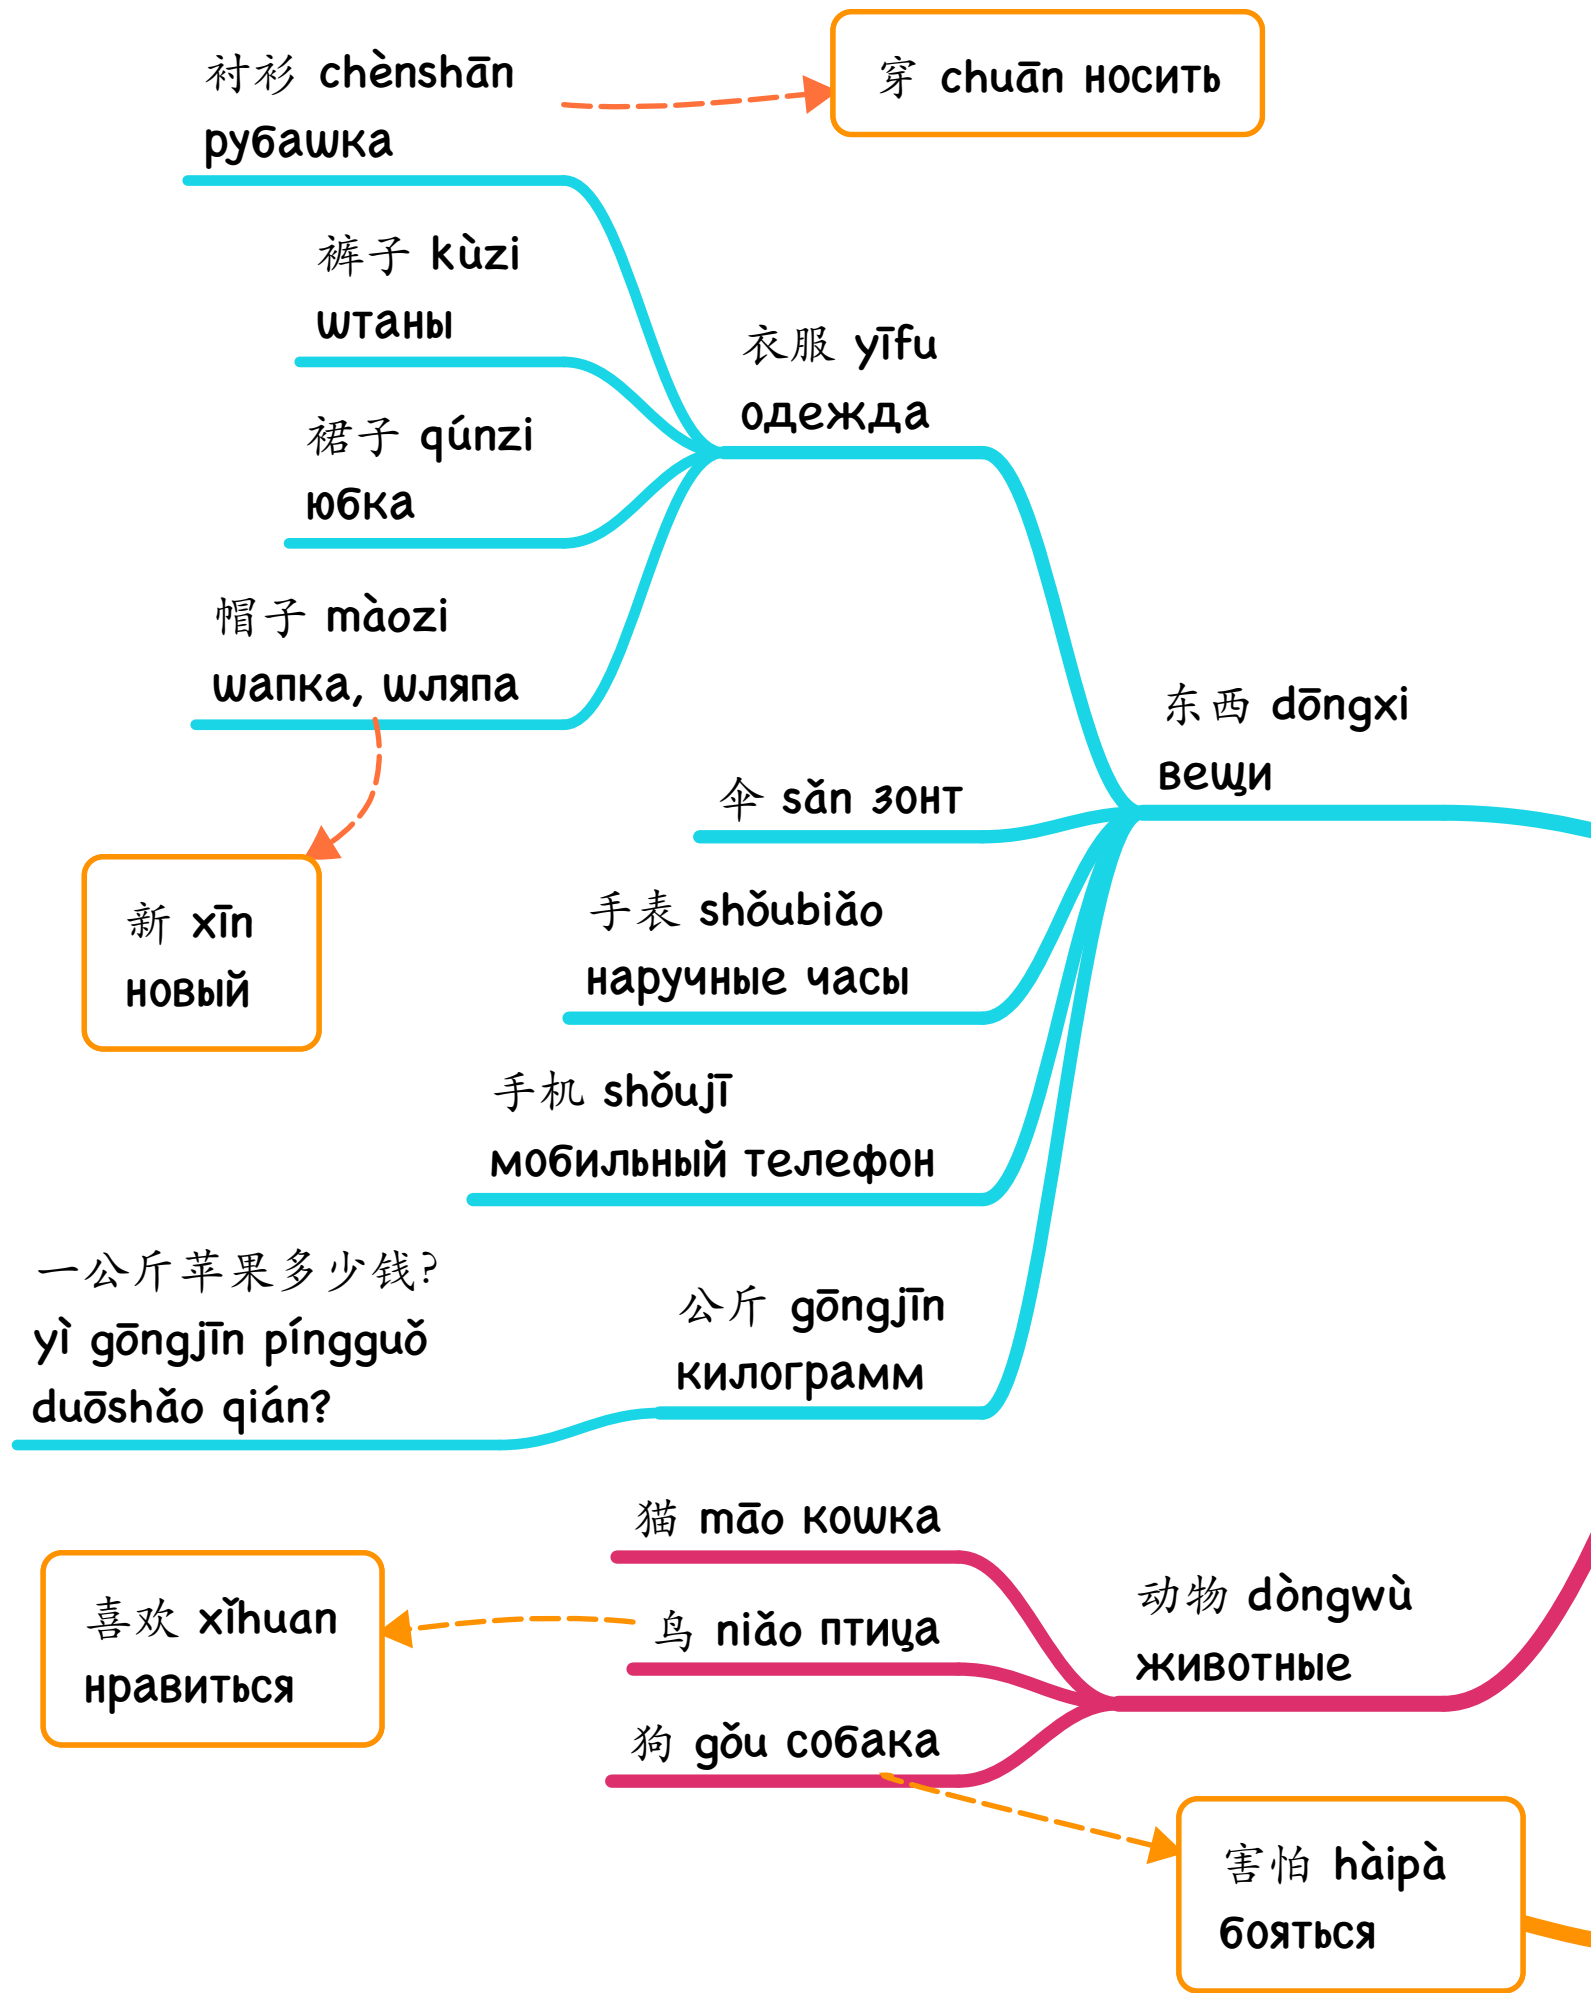 衬衫 chènshān
рубашка
穿 chuān носить
裤子 kùzi
штаны
裙子 qúnzi
юбка
帽子 màozi
шапка, шляпа
衣服 yīfu
одежда
新 xīn
новый
东西 dōngxi
вещи
伞 sǎn зонт
手表 shǒubiǎo
наручные часы
手机 shǒujī
мобильный телефон
公斤 gōngjīn
килограмм
一公斤苹果多少钱?
yì gōngjīn píngguǒ
duōshǎo qián?
猫 māo кошка
鸟 niǎo птица
狗 gǒu собака
动物 dòngwù
животные
喜欢 xǐhuan
нравиться
害怕 hàipà
бояться